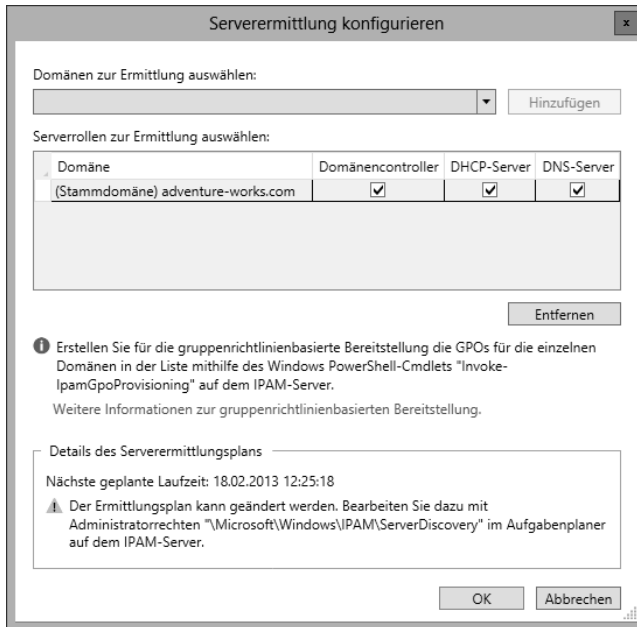 Serverermittlung konfigurieren
x
Domänen zur Ermittlung auswählen:
Hinzufügen
Serverrollen zur Ermittlung auswählen:
Domäne Domänencontroller DHCP-Server DNS-Server
(Stammdomäne) adventure-works.com
Entfernen
Erstellen Sie für die gruppenrichtlinienbasierte Bereitstellung die GPOs für die einzelnen
Domänen in der Liste mithilfe des Windows PowerShell-Cmdlets "Invoke-
IpamGpoProvisioning" auf dem IPAM-Server.
Weitere Informationen zur gruppenrichtlinienbasierten Bereitstellung.
Details des Serverermittlungsplans
Nächste geplante Laufzeit: 18.02.2013 12:25:18
Der Ermittlungsplan kann geändert werden. Bearbeiten Sie dazu mit
Administratorrechten "\Microsoft\Windows\IPAM\ServerDiscovery" im Aufgabenplaner
auf dem IPAM-Server.
OK Abbrechen